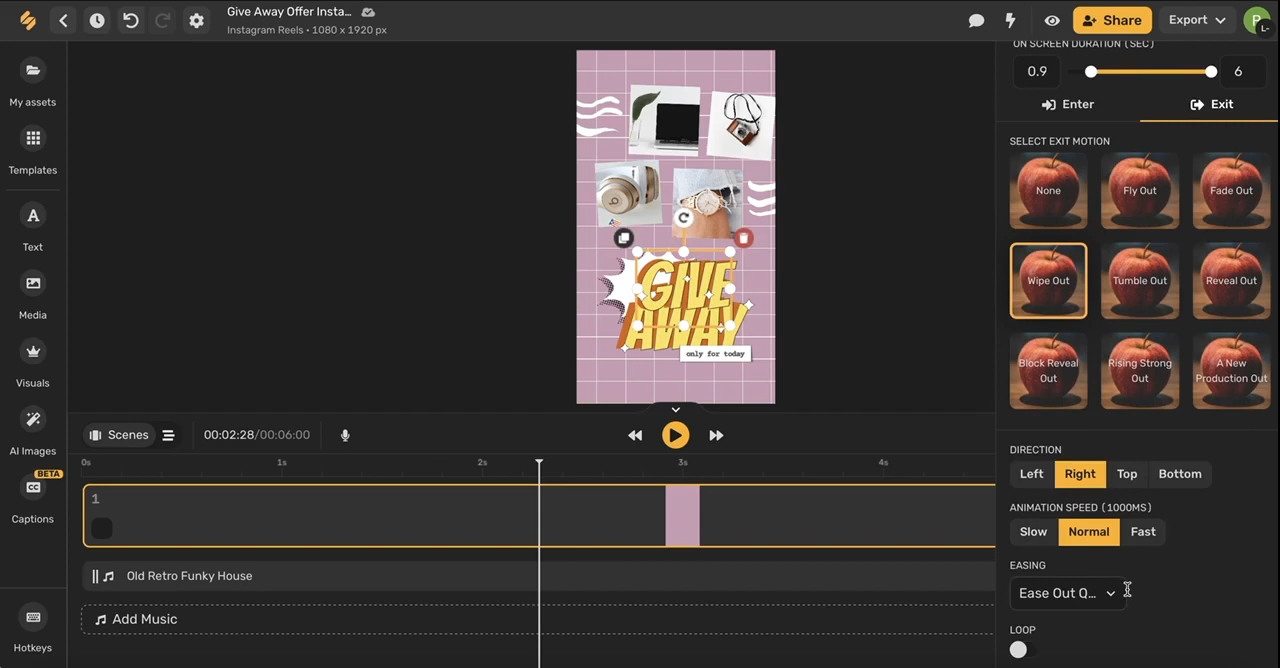 Give Away Offer Insta...
Instagram Reels • 1080 x 1920 px
Share
Export
My assets
Templates
Text
Media
Visuals
AI Images
BETA
CC
Captions
Hotkeys
GIVE
AWAY
only for today
Scenes
00:02:28/00:06:00
0s
1s
2s
3s
4s
1
Old Retro Funky House
Add Music
ON SCREEN DURATION (SEC)
0.9
6
Enter
Exit
SELECT EXIT MOTION
None
Fly Out
Fade Out
Wipe Out
Tumble Out
Reveal Out
Block Reveal
Out
Rising Strong
Out
A New
Production Out
DIRECTION
Left
Right
Top
Bottom
ANIMATION SPEED (1000MS)
Slow
Normal
Fast
EASING
Ease Out Q...
LOOP